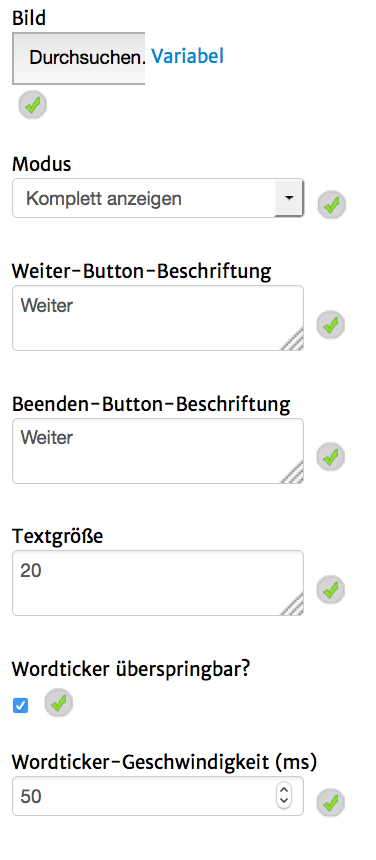 Bild
Durchsuchen. Variabel
Modus
Komplett anzeigen
Weiter-Button-Beschriftung
Weiter
Beenden-Button-Beschriftung
Weiter
Textgröße
20
Wordticker überspringbar?
Wordticker-Geschwindigkeit (ms)
50